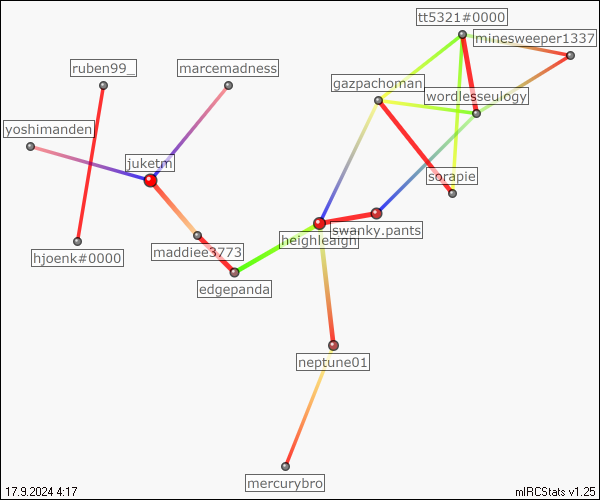 tt5321#0000
minesweeper1337
ruben99_
marcemadness
gazpachoman
wordlesseulogy
yoshimanden
juketm
sorapie
swanky.pants
heighleaigh
maddiee3773
hjoenk#0000
edgepanda
neptune01
mercurybro
17.9.2024 4:17
mIRCStats v1.25